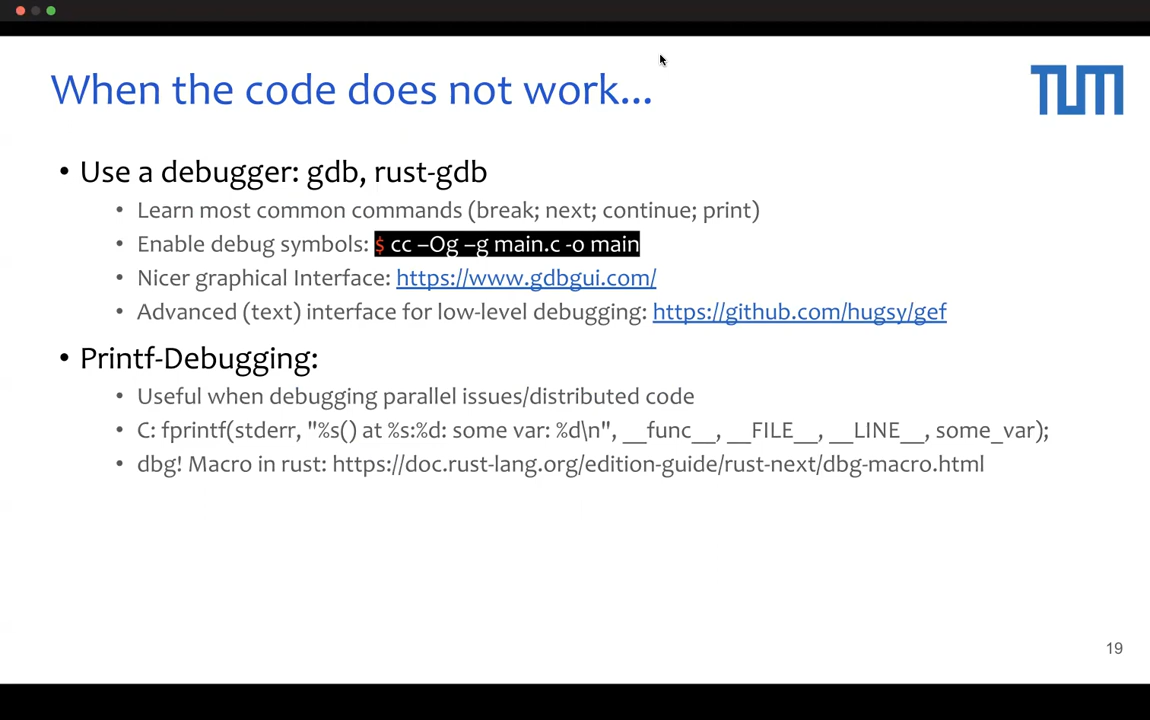 When the code does not work...
TUM
• Use a debugger: gdb, rust-gdb
• Learn most common commands (break; next; continue; print)
• Enable debug symbols: $ cc –Og –g main.c -o main
• Nicer graphical Interface: https://www.gdbgui.com/
• Advanced (text) interface for low-level debugging: https://github.com/hugsy/gef
• Printf-Debugging:
• Useful when debugging parallel issues/distributed code
• C: fprintf(stderr, "%s() at %s:%d: some var: %d\n", __func__, __FILE__, __LINE__, some_var);
• dbg! Macro in rust: https://doc.rust-lang.org/edition-guide/rust-next/dbg-macro.html
19